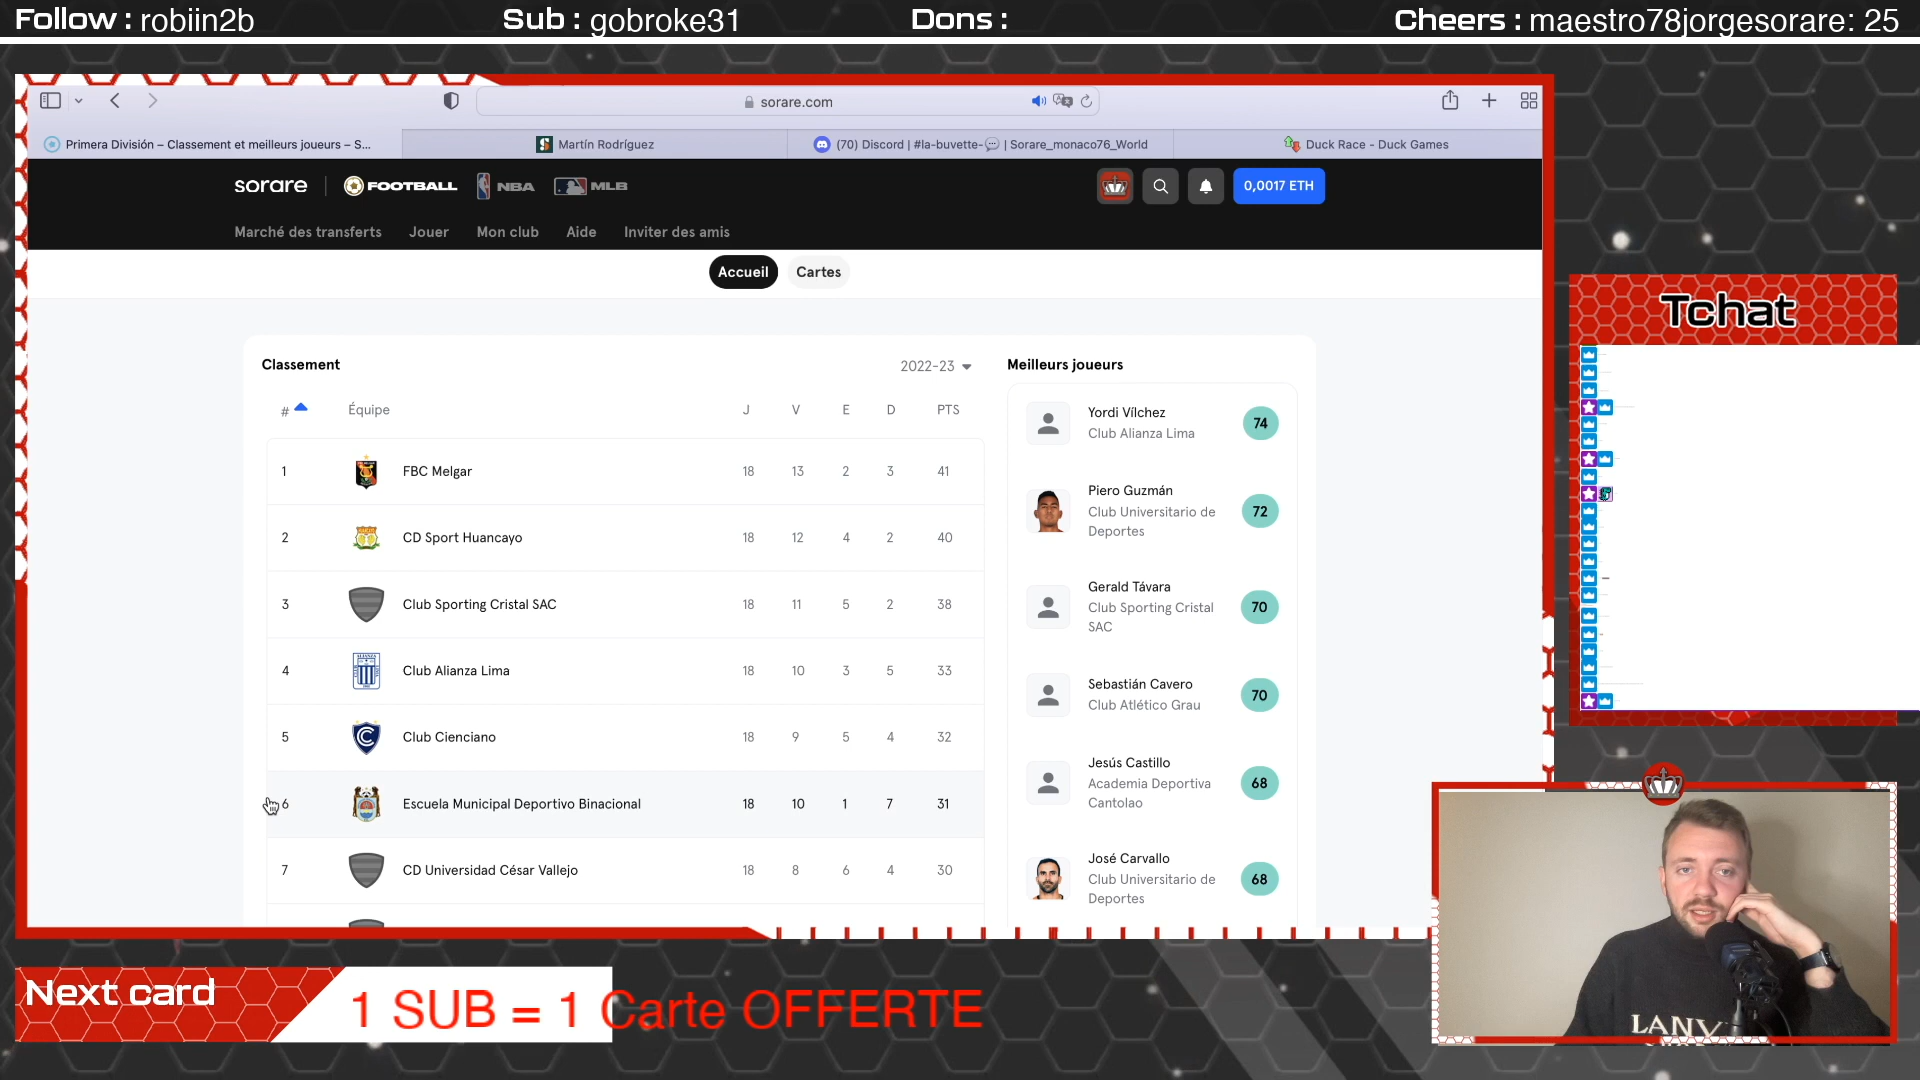 Follow : robiin2b
Sub : gobroke31
Dons :
Cheers : maestro78jorgesorare: 25
sorare.com
Primera División – Classement et meilleurs joueurs – S...
Martín Rodríguez
(70) Discord | #la-buvette-💬 | Sorare_monaco76_World
Duck Race - Duck Games
sorare
FOOTBALL
NBA
MLB
0,0017 ETH
Marché des transferts
Jouer
Mon club
Aide
Inviter des amis
Accueil
Cartes
Classement
2022-23
# Équipe J V E D PTS
1 FBC Melgar 18 13 2 3 41
2 CD Sport Huancayo 18 12 4 2 40
3 Club Sporting Cristal SAC 18 11 5 2 38
4 Club Alianza Lima 18 10 3 5 33
5 Club Cienciano 18 9 5 4 32
6 Escuela Municipal Deportivo Binacional 18 10 1 7 31
7 CD Universidad César Vallejo 18 8 6 4 30
Meilleurs joueurs
Yordi Vílchez
Club Alianza Lima
74
Piero Guzmán
Club Universitario de
Deportes
72
Gerald Távara
Club Sporting Cristal
SAC
70
Sebastián Cavero
Club Atlético Grau
70
Jesús Castillo
Academia Deportiva
Cantolao
68
José Carvallo
Club Universitario de
Deportes
68
Tchat
Next card
1 SUB = 1 Carte OFFERTE